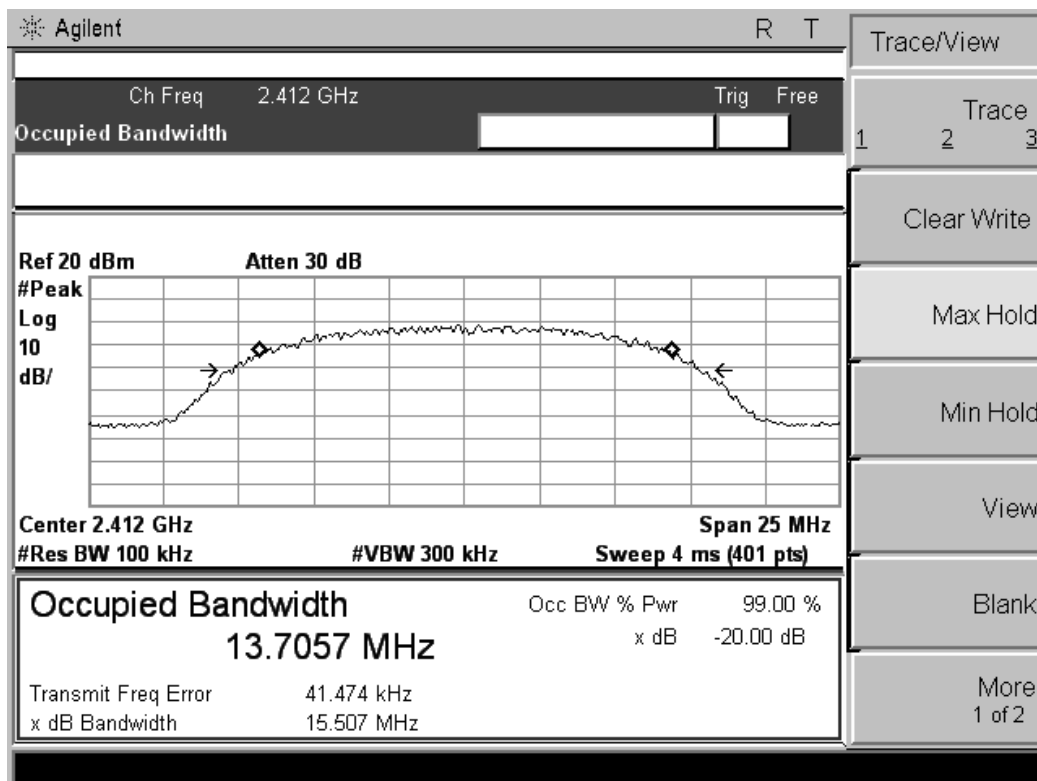 Agilent R T
Ch Freq 2.412 GHz Trig Free
Occupied Bandwidth
Ref 20 dBm Atten 30 dB
#Peak
Log
10
dB/
Center 2.412 GHz Span 25 MHz
#Res BW 100 kHz #VBW 300 kHz Sweep 4 ms (401 pts)
Occupied Bandwidth
13.7057 MHz
Occ BW % Pwr 99.00 %
x dB -20.00 dB
Transmit Freq Error 41.474 kHz
x dB Bandwidth 15.507 MHz
Trace/View
Trace
1 2 3
Clear Write
Max Hold
Min Hold
View
Blank
More
1 of 2